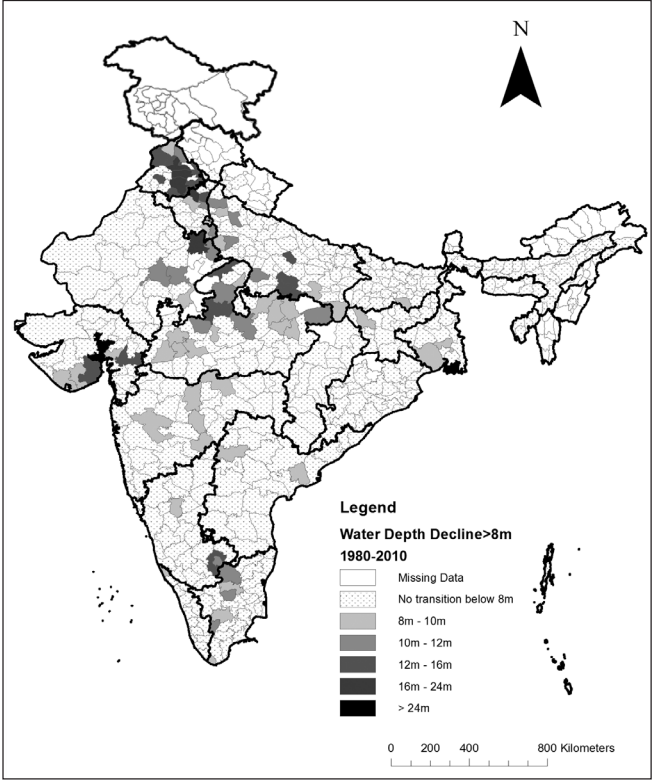 N
Legend
Water Depth Decline>8m
1980-2010
Missing Data
No transition below 8m
8m - 10m
10m - 12m
12m - 16m
16m - 24m
> 24m
0 200 400 800 Kilometers